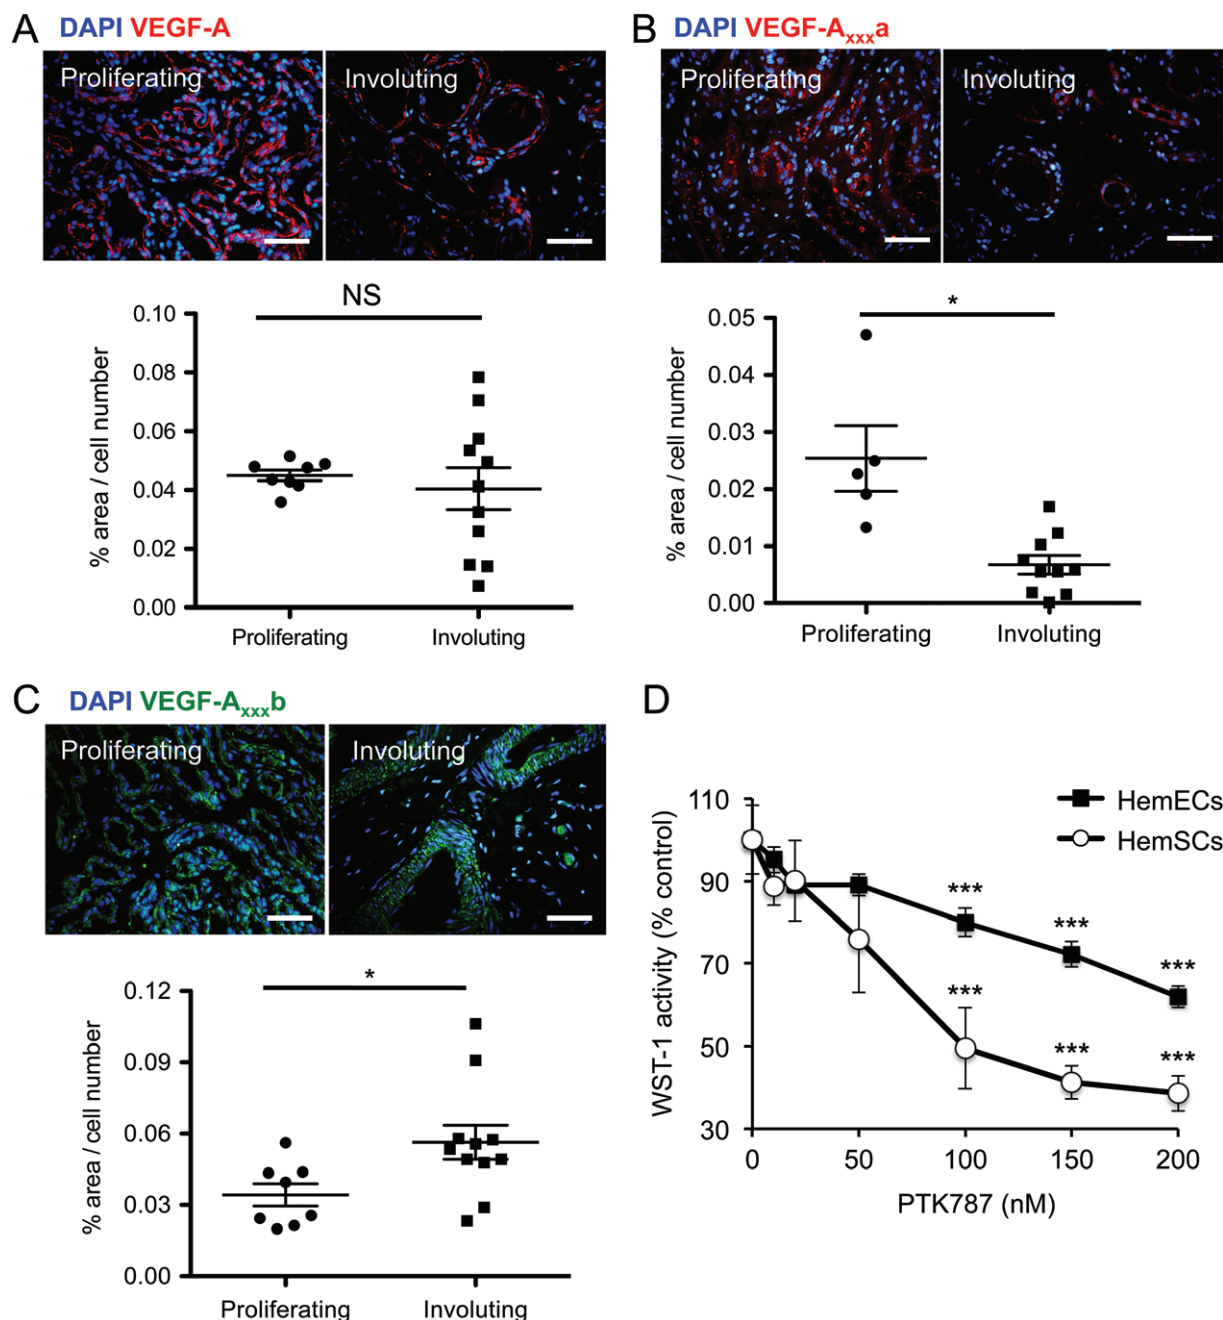 A DAPI VEGF-A
Proliferating
Involuting
NS
% area / cell number
0.10
0.08
0.06
0.04
0.02
0.00
Proliferating
Involuting
B DAPI VEGF-Axxxa
Proliferating
Involuting
*
% area / cell number
0.05
0.04
0.03
0.02
0.01
0.00
Proliferating
Involuting
C DAPI VEGF-Axxxb
Proliferating
Involuting
*
% area / cell number
0.12
0.09
0.06
0.03
0.00
Proliferating
Involuting
D
HemECs
HemSCs
WST-1 activity (% control)
110
90
70
50
30
***
***
***
***
***
***
0
50
100
150
200
PTK787 (nM)